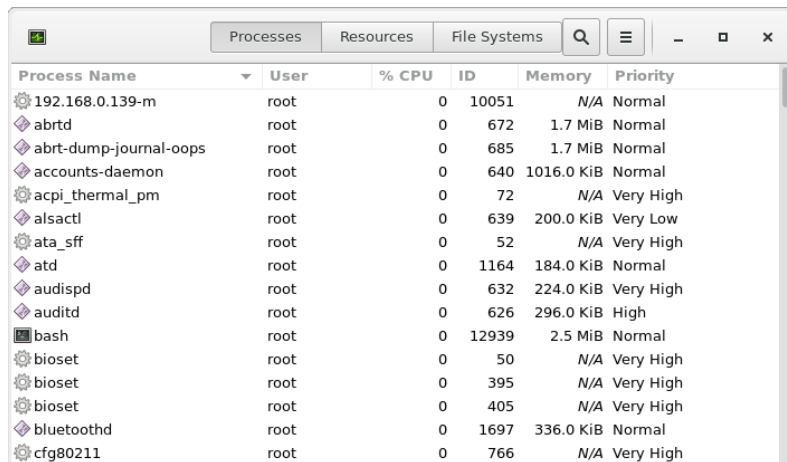 Processes Resources File Systems
Process Name User % CPU ID Memory Priority
192.168.0.139-m root 0 10051 N/A Normal
abrtd root 0 672 1.7 MiB Normal
abrt-dump-journal-oops root 0 685 1.7 MiB Normal
accounts-daemon root 0 640 1016.0 KiB Normal
acpi_thermal_pm root 0 72 N/A Very High
alsactl root 0 639 200.0 KiB Very Low
ata_sff root 0 52 N/A Very High
atd root 0 1164 184.0 KiB Normal
audispd root 0 632 224.0 KiB Very High
auditd root 0 626 296.0 KiB High
bash root 0 12939 2.5 MiB Normal
bioset root 0 50 N/A Very High
bioset root 0 395 N/A Very High
bioset root 0 405 N/A Very High
bluetoothd root 0 1697 336.0 KiB Normal
cfg80211 root 0 766 N/A Very High